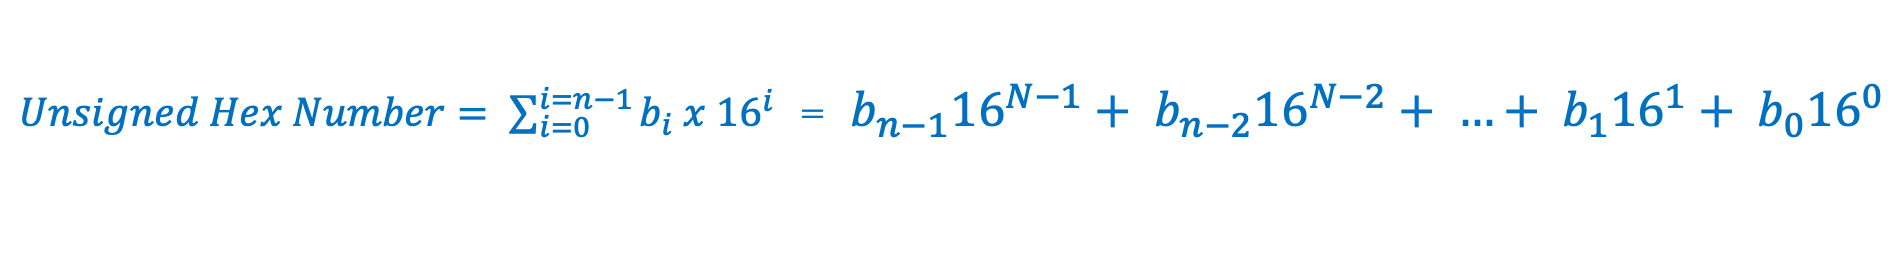 Unsigned Hex Number = ∑_{i=0}^{i=n−1} b_i x 16^i = b_{n−1}16^{N−1} + b_{n−2}16^{N−2} + ... + b_1 16^1 + b_0 16^0